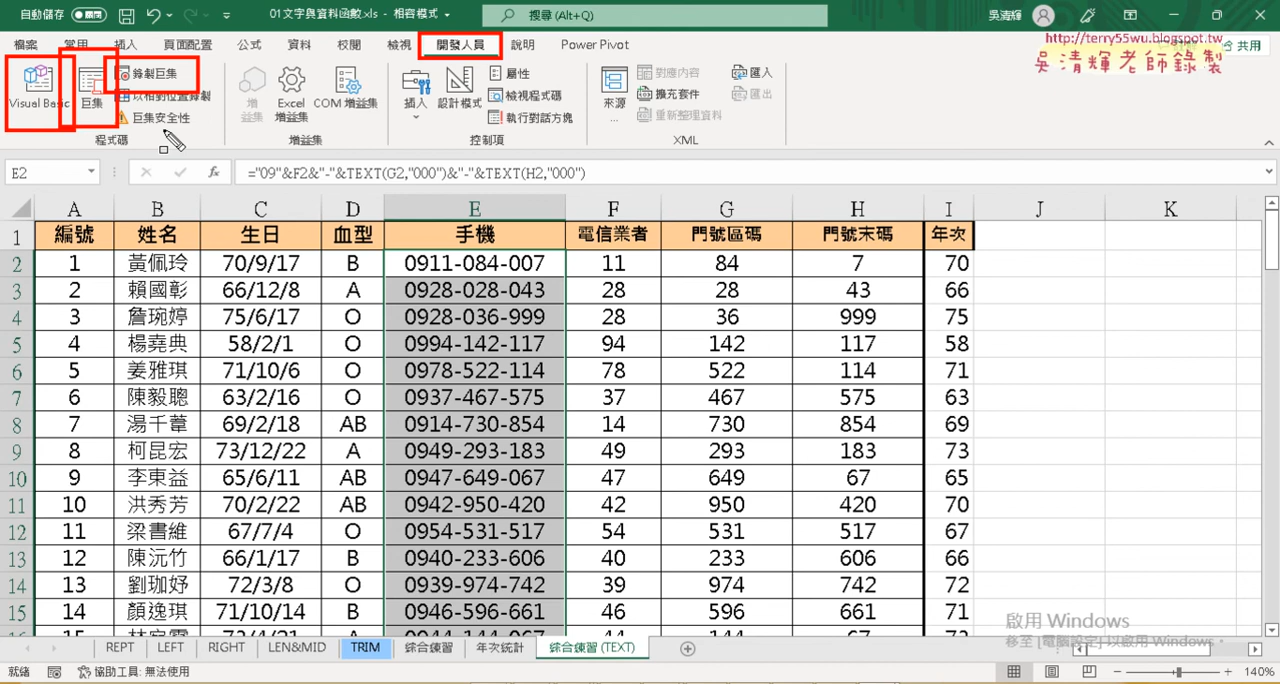 自動儲存 關閉 01文字與資料函數.xls - 相容模式 搜尋 (Alt+Q) 吳清輝
檔案 常用 插入 頁面配置 公式 資料 校閱 檢視 開發人員 說明 Power Pivot 共用
http://terry55wu.blogspot.tw
吳清輝老師錄製
Visual Basic 巨集 錄製巨集 以相對位置錄製 巨集安全性
增益集 Excel 增益集 COM 增益集
插入 設計模式 屬性 檢視程式碼 執行對話方塊
來源... 對應內容 擴充套件 重新整理資料 匯入 匯出
程式碼 增益集 控制項 XML
E2 fx ="09"&F2&"-"&TEXT(G2,"000")&"-"&TEXT(H2,"000")
A B C D E F G H I J K
1 編號 姓名 生日 血型 手機 電信業者 門號區碼 門號末碼 年次
2 1 黃佩玲 70/9/17 B 0911-084-007 11 84 7 70
3 2 賴國彰 66/12/8 A 0928-028-043 28 28 43 66
4 3 詹琬婷 75/6/17 O 0928-036-999 28 36 999 75
5 4 楊堯典 58/2/1 O 0994-142-117 94 142 117 58
6 5 姜雅琪 71/10/6 O 0978-522-114 78 522 114 71
7 6 陳毅聰 63/2/16 O 0937-467-575 37 467 575 63
8 7 湯千葦 69/2/18 AB 0914-730-854 14 730 854 69
9 8 柯昆宏 73/12/22 A 0949-293-183 49 293 183 73
10 9 李東益 65/6/11 AB 0947-649-067 47 649 67 65
11 10 洪秀芳 70/2/22 AB 0942-950-420 42 950 420 70
12 11 梁書維 67/7/4 O 0954-531-517 54 531 517 67
13 12 陳沅竹 66/1/17 B 0940-233-606 40 233 606 66
14 13 劉珈妤 72/3/8 O 0939-974-742 39 974 742 72
15 14 顏逸琪 71/10/14 B 0946-596-661 46 596 661 71
啟用 Windows
移至 [電腦設定] 以啟用 Windows。
REPT LEFT RIGHT LEN&MID TRIM 綜合練習 年次統計 綜合練習 (TEXT)
就緒 協助工具: 無法使用 140%